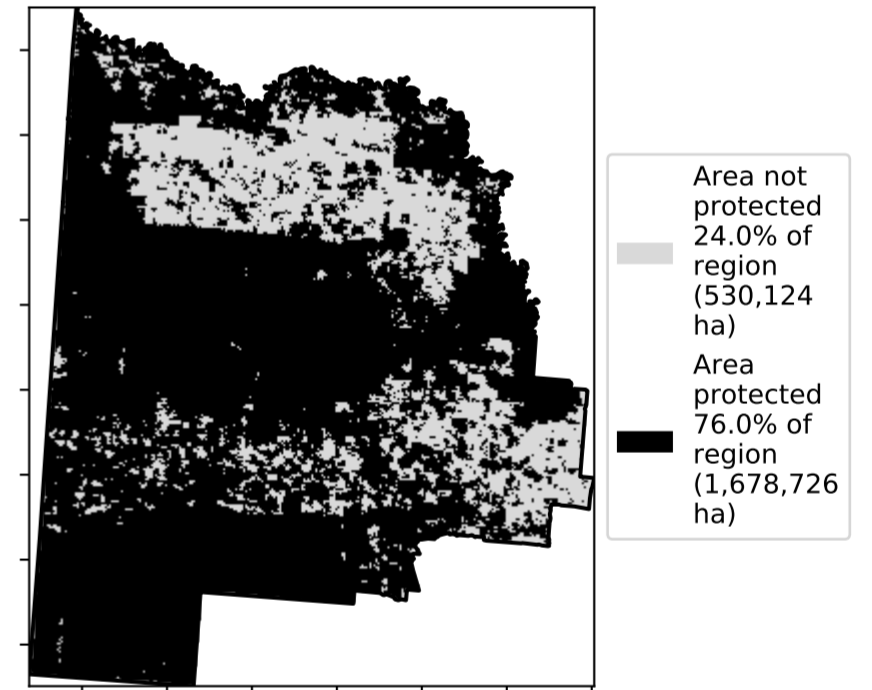 Area not
protected
24.0% of
region
(530,124
ha)
Area
protected
76.0% of
region
(1,678,726
ha)